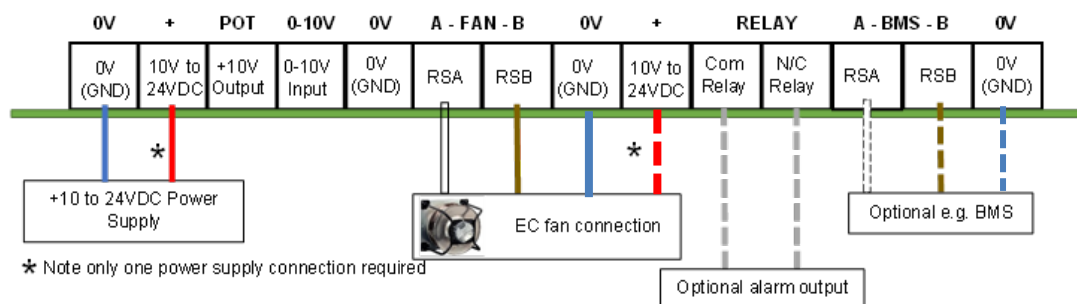 0V + POT 0-10V 0V A - FAN - B 0V + RELAY A - BMS - B 0V
0V 10V to +10V 0-10V 0V RSA RSB 0V 10V to Com N/C RSA RSB 0V
(GND) 24VDC Output Input (GND) (GND) 24VDC Relay Relay (GND)
* *
+10 to 24VDC Power
Supply
EC fan connection
Optional e.g. BMS
* Note only one power supply connection required
Optional alarm output